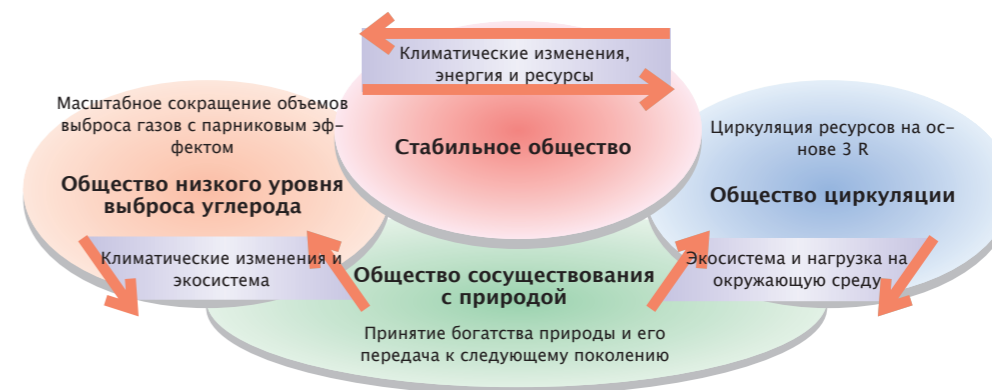 Климатические изменения,
энергия и ресурсы
Масштабное сокращение объемов
выброса газов с парниковым эф-
фектом
Стабильное общество
Циркуляция ресурсов на ос-
нове 3 R
Общество низкого уровня
выброса углерода
Общество циркуляции
Климатические изменения и
экосистема
Общество сосуществования
с природой
Экосистема и нагрузка на
окружающую среду
Принятие богатства природы и его
передача к следующему поколению